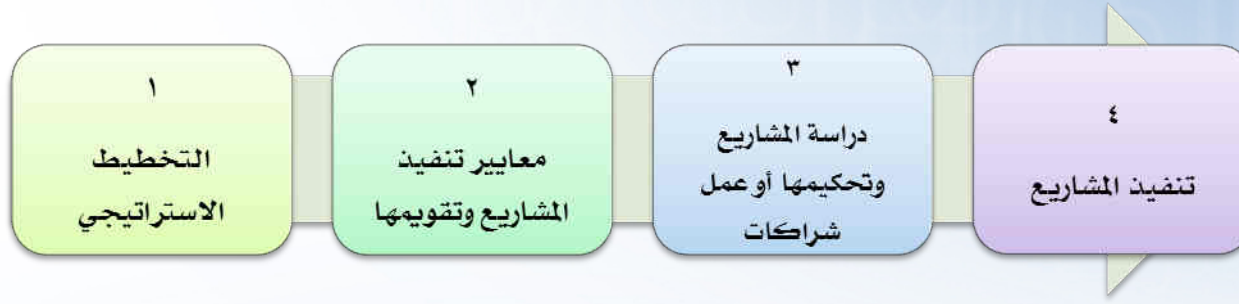 ١
التخطيط
الاستراتيجي
٢
معايير تنفيذ
المشاريع وتقويمها
٣
دراسة المشاريع
وتحكيمها أو عمل
شراكات
٤
تنفيذ المشاريع